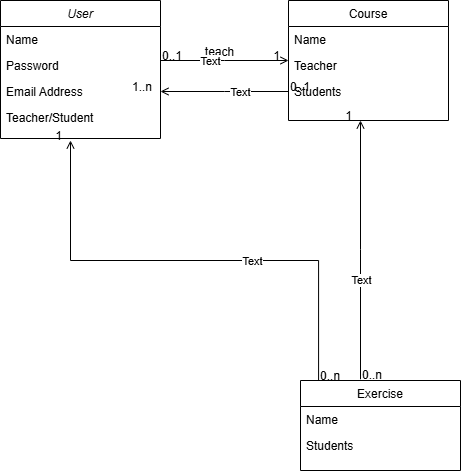 User
Course
Name
Name
teach
0..1
1
Text
Password
Teacher
1..n
Text
0..1
Email Address
Students
Teacher/Student
1
1
Text
Text
0..n
0..n
Exercise
Name
Students